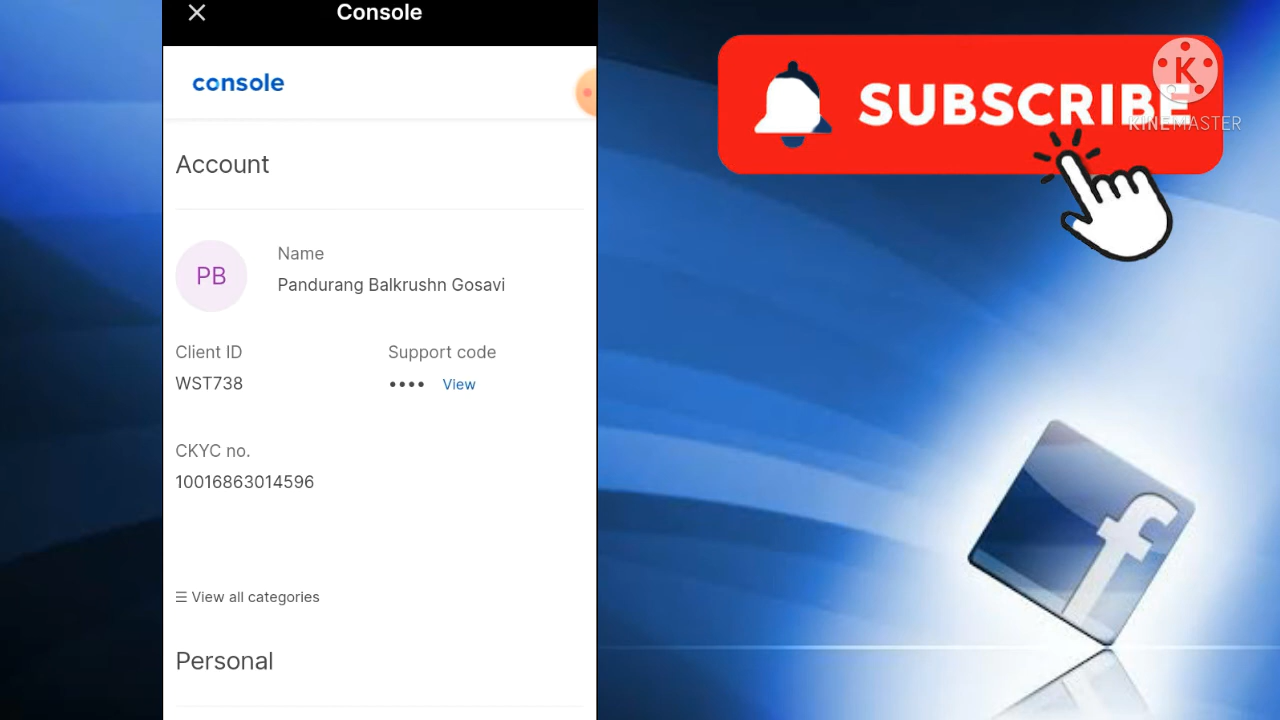 Console
console
Account
PB
Name
Pandurang Balkrushn Gosavi
Client ID
Support code
WST738
•••• View
CKYC no.
10016863014596
☰ View all categories
Personal
SUBSCRIBE
K
KINEMASTER
f